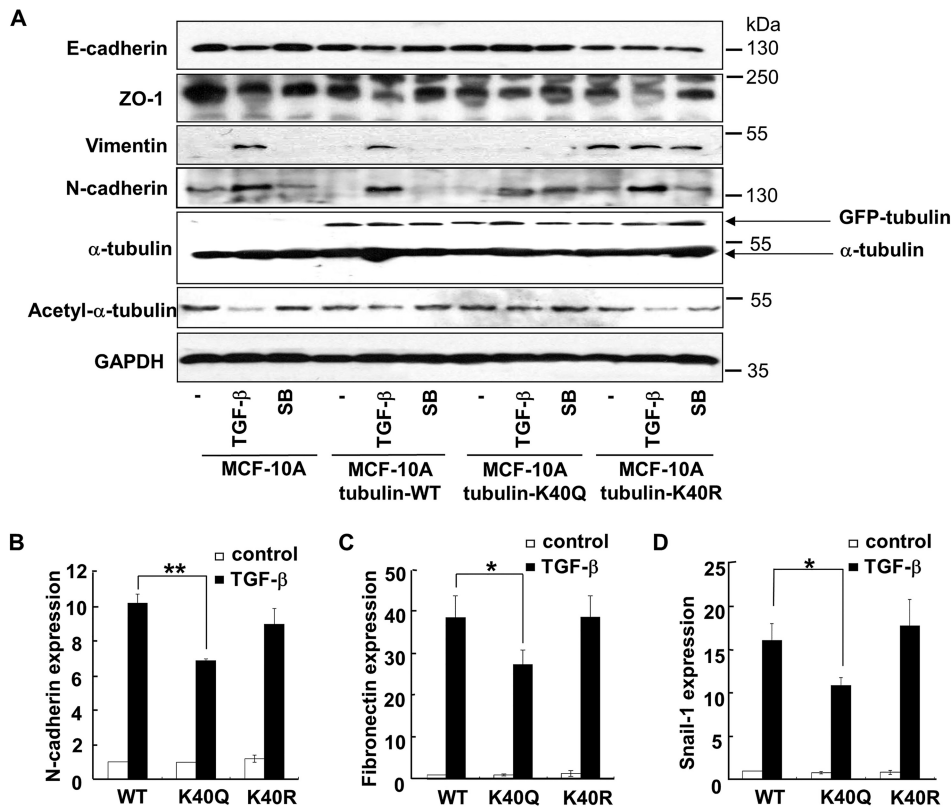 A
kDa
E-cadherin
130
250
ZO-1
Vimentin
55
N-cadherin
130
GFP-tubulin
α-tubulin
55
α-tubulin
Acetyl-α-tubulin
55
GAPDH
35
- TGF-β SB - TGF-β SB - TGF-β SB - TGF-β SB
MCF-10A MCF-10A MCF-10A MCF-10A
tubulin-WT tubulin-K40Q tubulin-K40R
B
control
TGF-β
**
N-cadherin expression
12
10
8
6
4
2
0
WT K40Q K40R
C
control
TGF-β
*
Fibronectin expression
50
40
30
40
10
0
WT K40Q K40R
D
control
TGF-β
*
Snail-1 expression
25
20
15
10
5
0
WT K40Q K40R